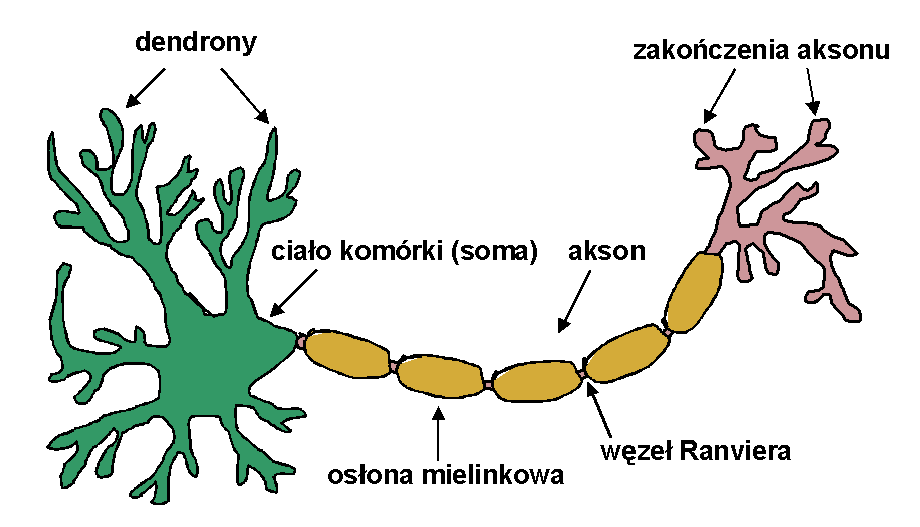 dendrony
zakończenia aksonu
ciało komórki (soma)
akson
węzeł Ranviera
osłona mielinkowa